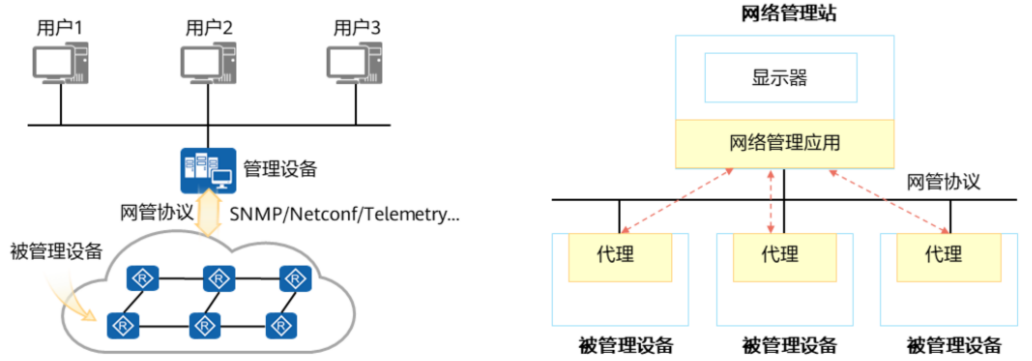 用户1
用户2
用户3
管理设备
网管协议
SNMP/Netconf/Telemetry...
被管理设备
R
R
R
R
R
R
网络管理站
显示器
网络管理应用
网管协议
代理
代理
代理
被管理设备
被管理设备
被管理设备